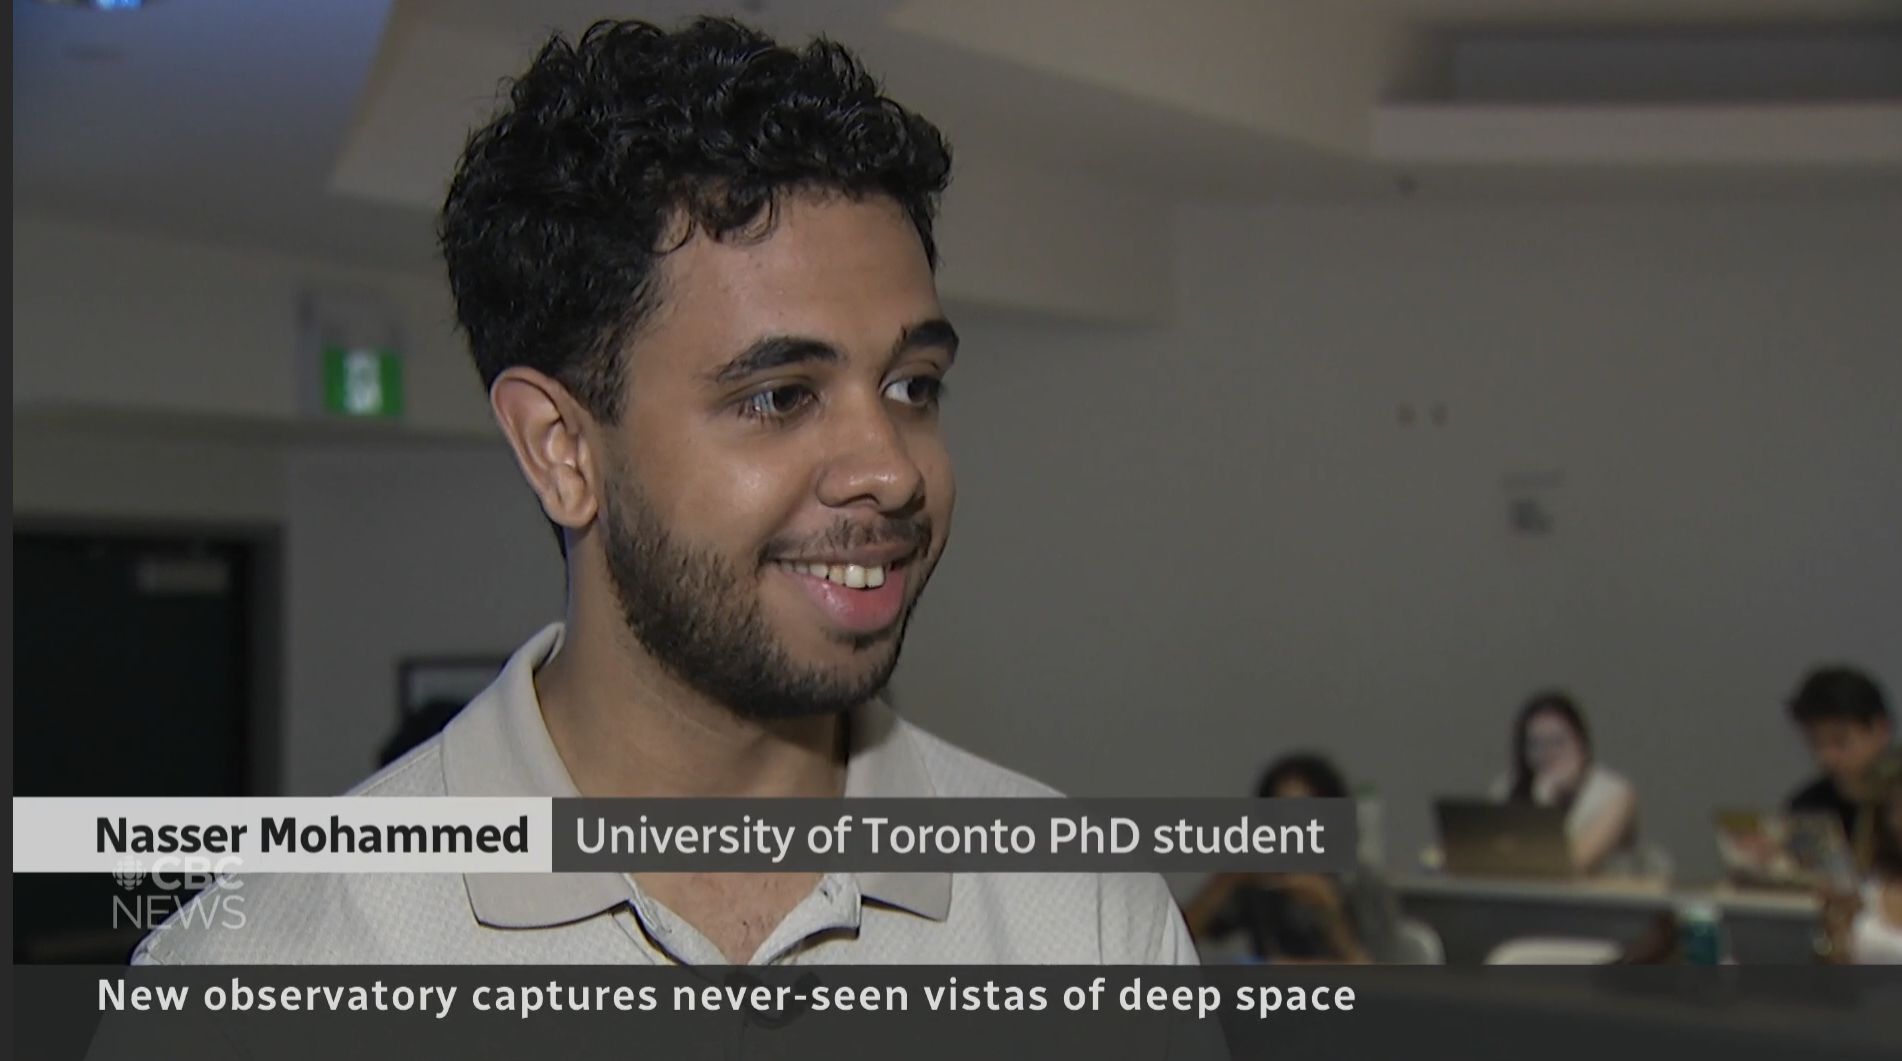 Nasser Mohammed University of Toronto PhD student
CBC
NEWS
New observatory captures never-seen vistas of deep space